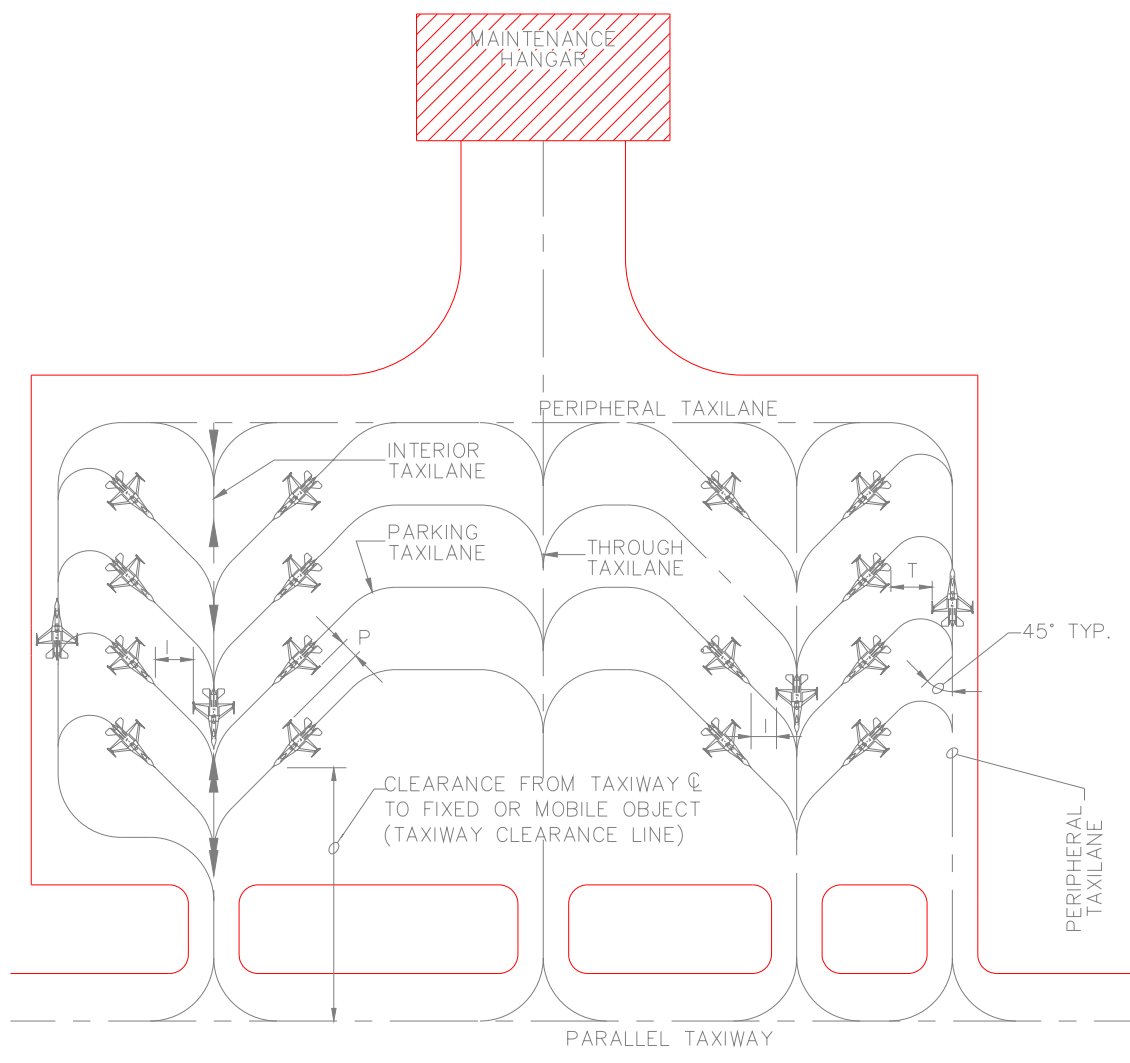 MAINTENANCE
HANGAR
PERIPHERAL TAXILANE
INTERIOR
TAXILANE
PARKING
TAXILANE
THROUGH
TAXILANE
T
P
I
45° TYP.
I
CLEARANCE FROM TAXIWAY ℄
TO FIXED OR MOBILE OBJECT
(TAXIWAY CLEARANCE LINE)
PERIPHERAL
TAXILANE
PARALLEL TAXIWAY